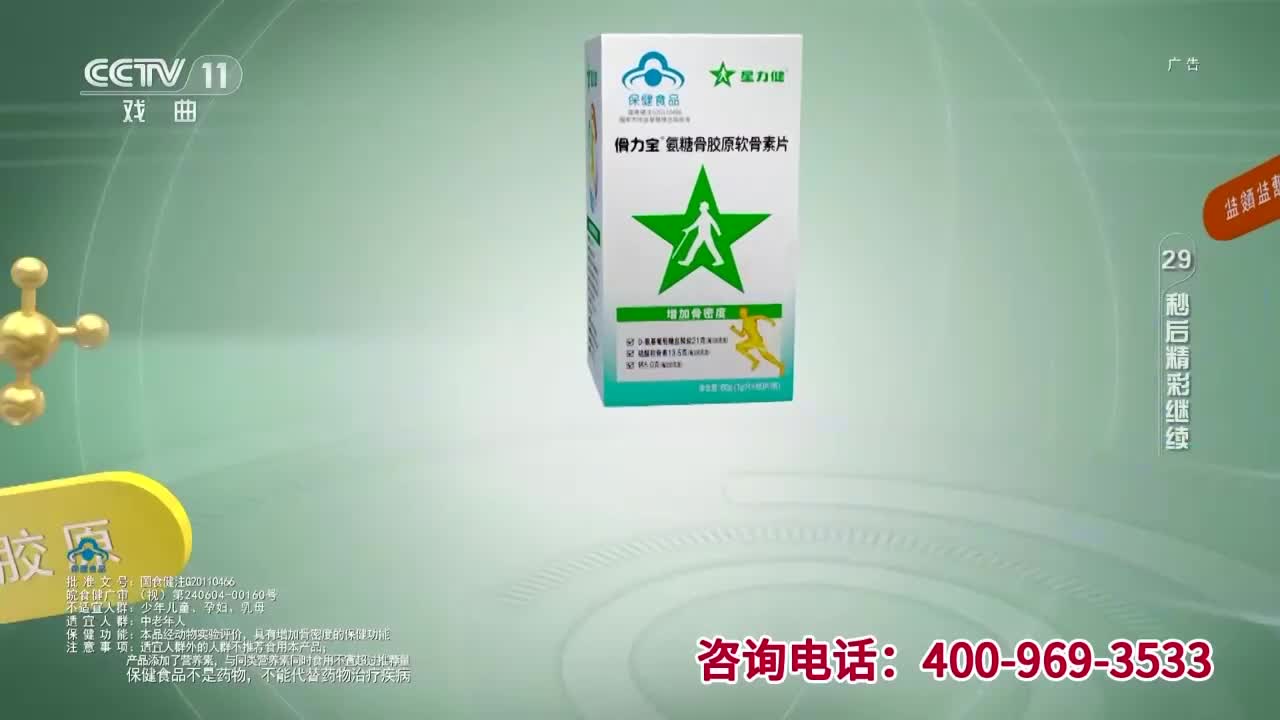 CCTV 11
戏曲
广告
保健食品
星力健
氨糖骨胶原软骨素片
增加骨密度
29
秒后精彩继续
胶原
保健食品
批准文号：国食健注G20110466
皖食健广审（视）第240604-00160号
不适宜人群：少年儿童、孕妇、乳母
适宜人群：中老年人
保健功能：本品经动物实验评价，具有增加骨密度的保健功能
注意事项：适宜人群外的人群不推荐食用本产品；
产品添加了营养素，与同类营养素同时食用不宜超过推荐量
保健食品不是药物，不能代替药物治疗疾病
咨询电话：400-969-3533